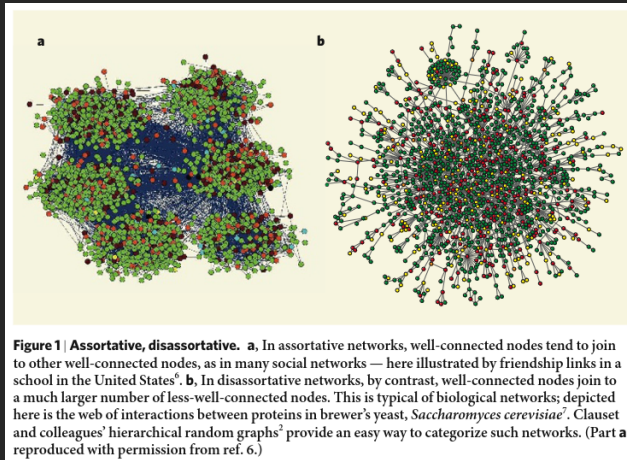 a
b
Figure 1 | Assortative, disassortative. a, In assortative networks, well-connected nodes tend to join
to other well-connected nodes, as in many social networks — here illustrated by friendship links in a
school in the United States⁶. b, In disassortative networks, by contrast, well-connected nodes join to
a much larger number of less-well-connected nodes. This is typical of biological networks; depicted
here is the web of interactions between proteins in brewer's yeast, Saccharomyces cerevisiae⁷. Clauset
and colleagues' hierarchical random graphs² provide an easy way to categorize such networks. (Part a
reproduced with permission from ref. 6.)